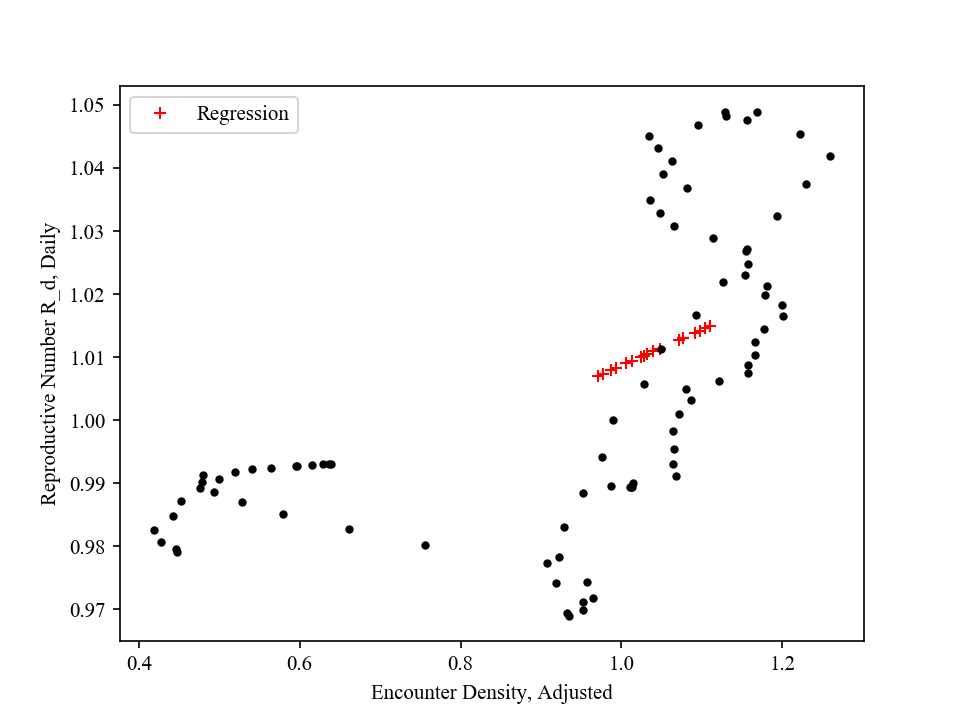 Regression
1.05
1.04
1.03
1.02
1.01
1.00
0.99
0.98
0.97
Reproductive Number R_d, Daily
0.4 0.6 0.8 1.0 1.2
Encounter Density, Adjusted